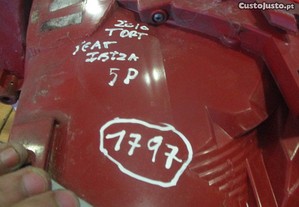 CustoJusto.pt
2010
TORT
SEAT
IBIZA
5P
1797